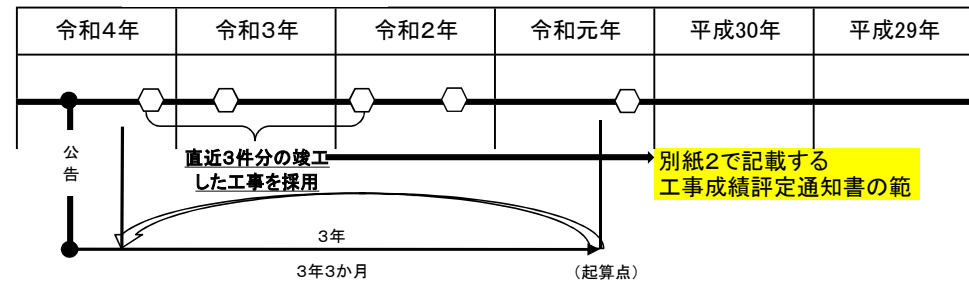 令和4年 令和3年 令和2年 令和元年 平成30年 平成29年
公告
直近3件分の竣工
した工事を採用
別紙2で記載する
工事成績評定通知書の範
3年
3年3か月
(起算点)